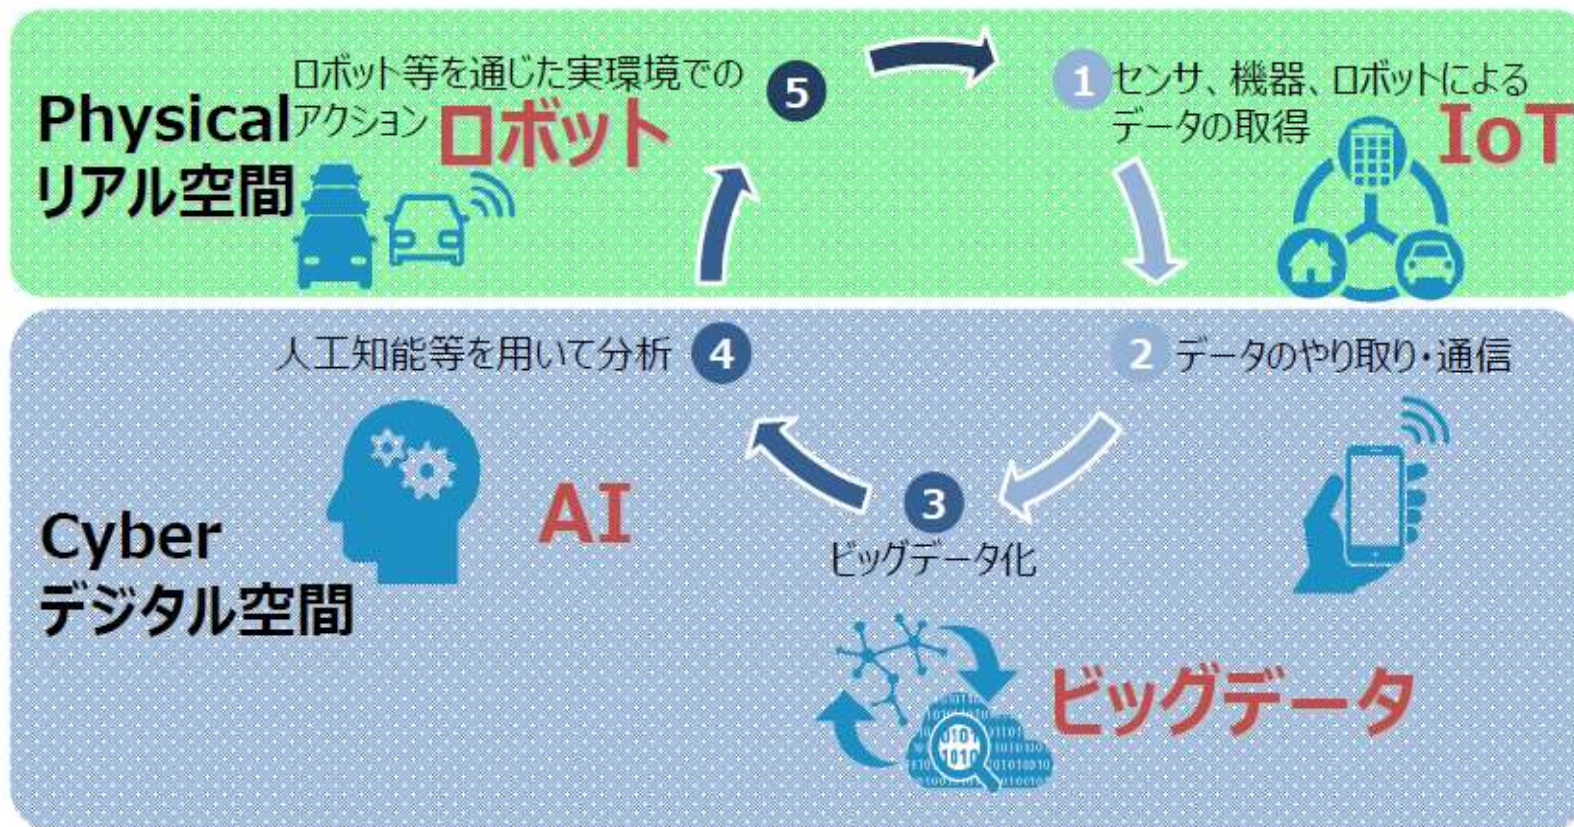 Physical
リアル空間
ロボット等を通じた実環境での
アクション
ロボット
5
1
センサ、機器、ロボットによる
データの取得
IoT
人工知能等を用いて分析
4
2
データのやり取り・通信
Cyber
デジタル空間
AI
3
ビッグデータ化
ビッグデータ
0101
1010